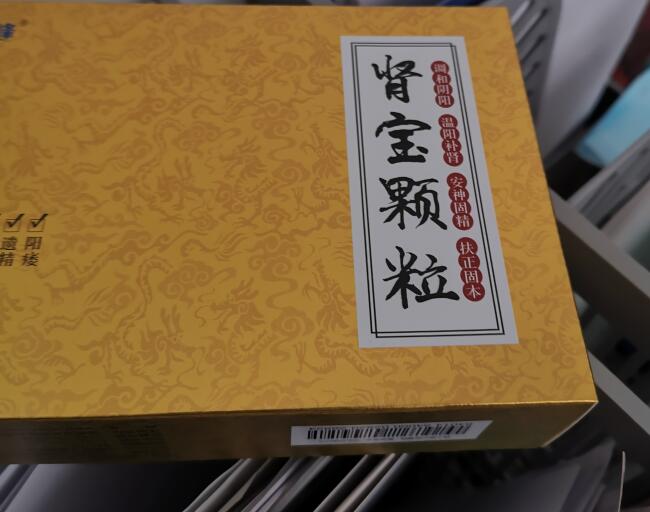 肾宝颗粒
调和阴阳
温阳补肾
安神固精
扶正固本
阳痿
遗精